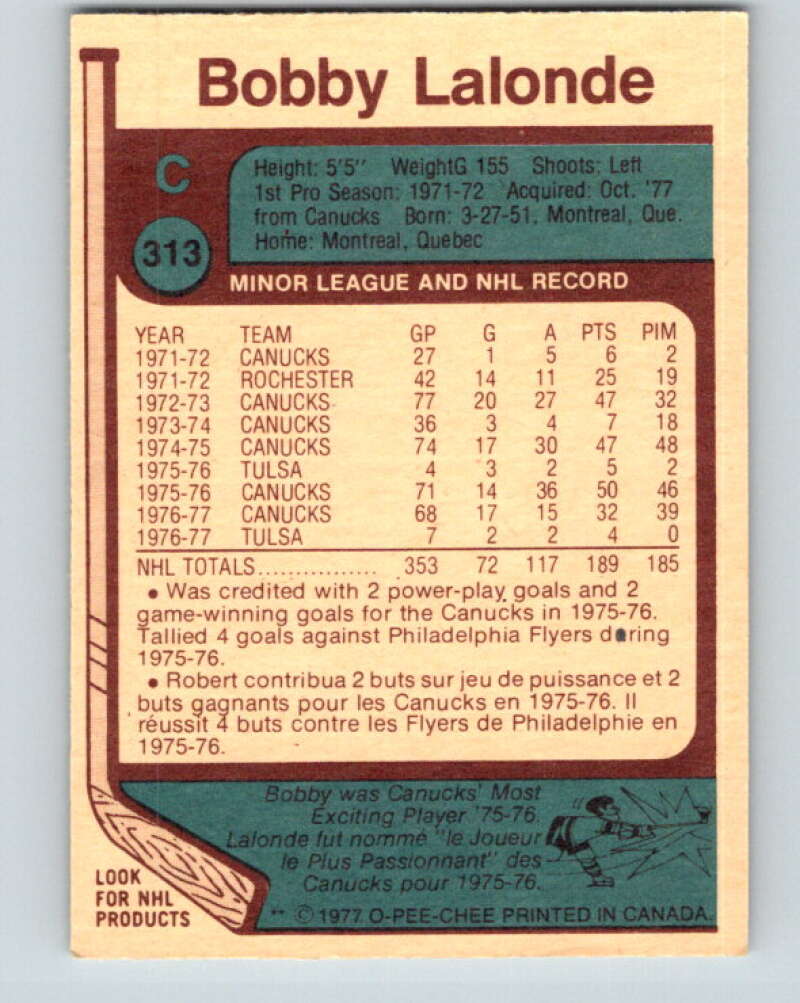 Bobby Lalonde
C
313
Height: 5'5" WeightG 155 Shoots: Left
1st Pro Season: 1971-72 Acquired: Oct. '77
from Canucks Born: 3-27-51, Montreal, Que.
Home: Montreal, Quebec
MINOR LEAGUE AND NHL RECORD
YEAR TEAM GP G A PTS PIM
1971-72 CANUCKS 27 1 5 6 2
1971-72 ROCHESTER 42 14 11 25 19
1972-73 CANUCKS 77 20 27 47 32
1973-74 CANUCKS 36 3 4 7 18
1974-75 CANUCKS 74 17 30 47 48
1975-76 TULSA 4 3 2 5 2
1975-76 CANUCKS 71 14 36 50 46
1976-77 CANUCKS 68 17 15 32 39
1976-77 TULSA 7 2 2 4 0
NHL TOTALS................ 353 72 117 189 185
• Was credited with 2 power-play goals and 2
game-winning goals for the Canucks in 1975-76.
Tallied 4 goals against Philadelphia Flyers during
1975-76.
• Robert contribua 2 buts sur jeu de puissance et 2
buts gagnants pour les Canucks en 1975-76. Il
réussit 4 buts contre les Flyers de Philadelphie en
1975-76.
Bobby was Canucks' Most
Exciting Player '75-76.
Lalonde fut nommé "le Joueur
le Plus Passionnant" des
Canucks pour 1975-76.
LOOK
FOR NHL
PRODUCTS
** © 1977 O-PEE-CHEE PRINTED IN CANADA.